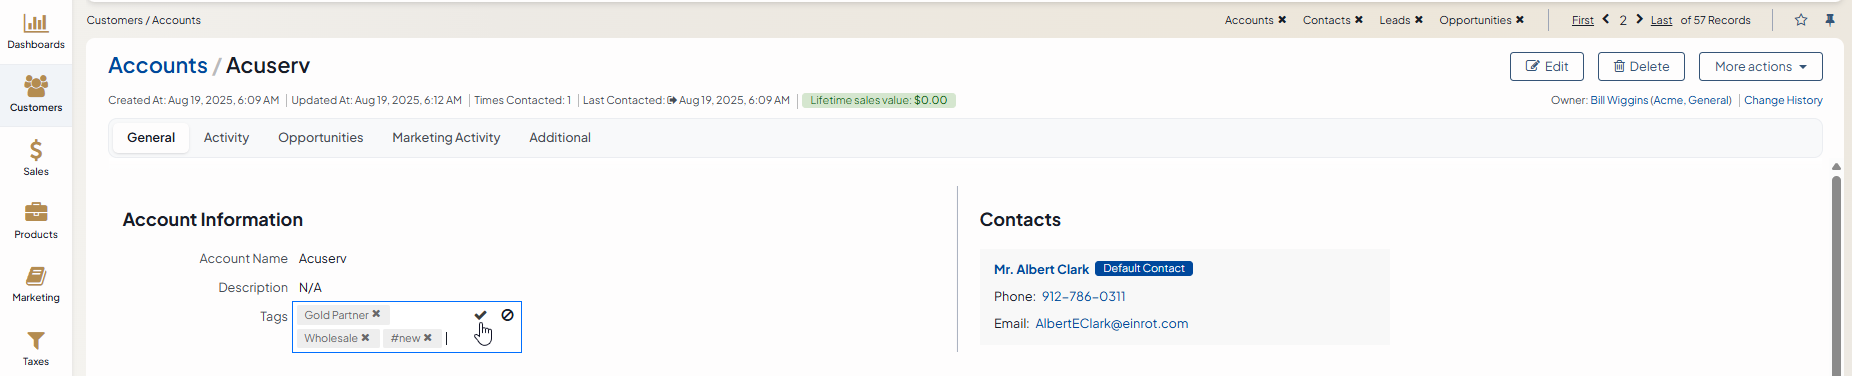 Dashboards
Customers
Sales
Products
Marketing
Taxes
Customers / Accounts
Accounts ✖ Contacts ✖ Leads ✖ Opportunities ✖ First 2 Last of 57 Records
Accounts / Acuserv
Edit Delete More actions
Created At: Aug 19, 2025, 6:09 AM Updated At: Aug 19, 2025, 6:12 AM Times Contacted: 1 Last Contacted: Aug 19, 2025, 6:09 AM Lifetime sales value: $0.00
Owner: Bill Wiggins (Acme, General) Change History
General Activity Opportunities Marketing Activity Additional
Account Information
Account Name Acuserv
Description N/A
Tags Gold Partner ✖
Wholesale ✖ #new ✖
Contacts
Mr. Albert Clark Default Contact
Phone: 912-786-0311
Email: AlbertEClark@einrot.com